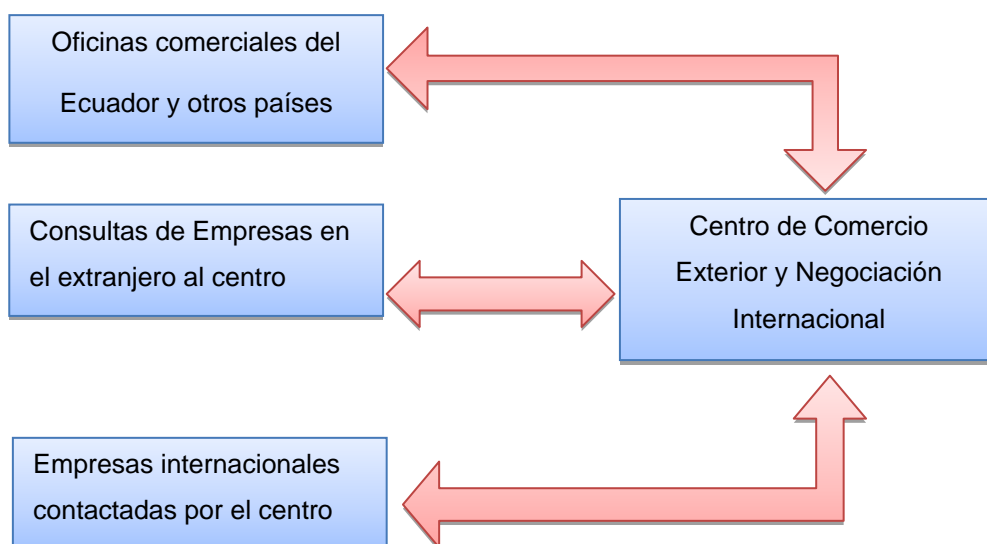 Oficinas comerciales del
Ecuador y otros países
Consultas de Empresas en
el extranjero al centro
Centro de Comercio
Exterior y Negociación
Internacional
Empresas internacionales
contactadas por el centro